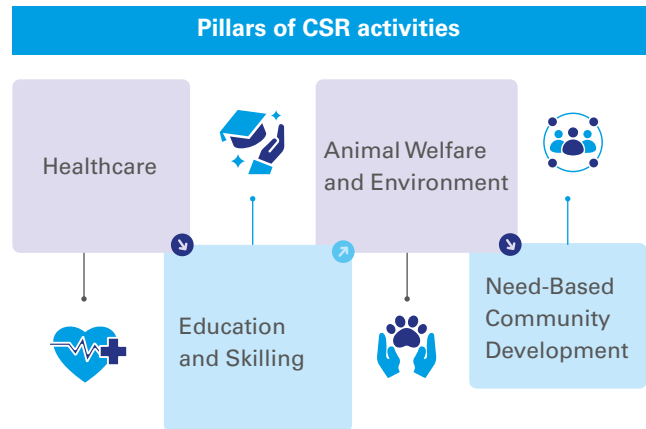 Pillars of CSR activities
Healthcare
Education
and Skilling
Animal Welfare
and Environment
Need-Based
Community
Development